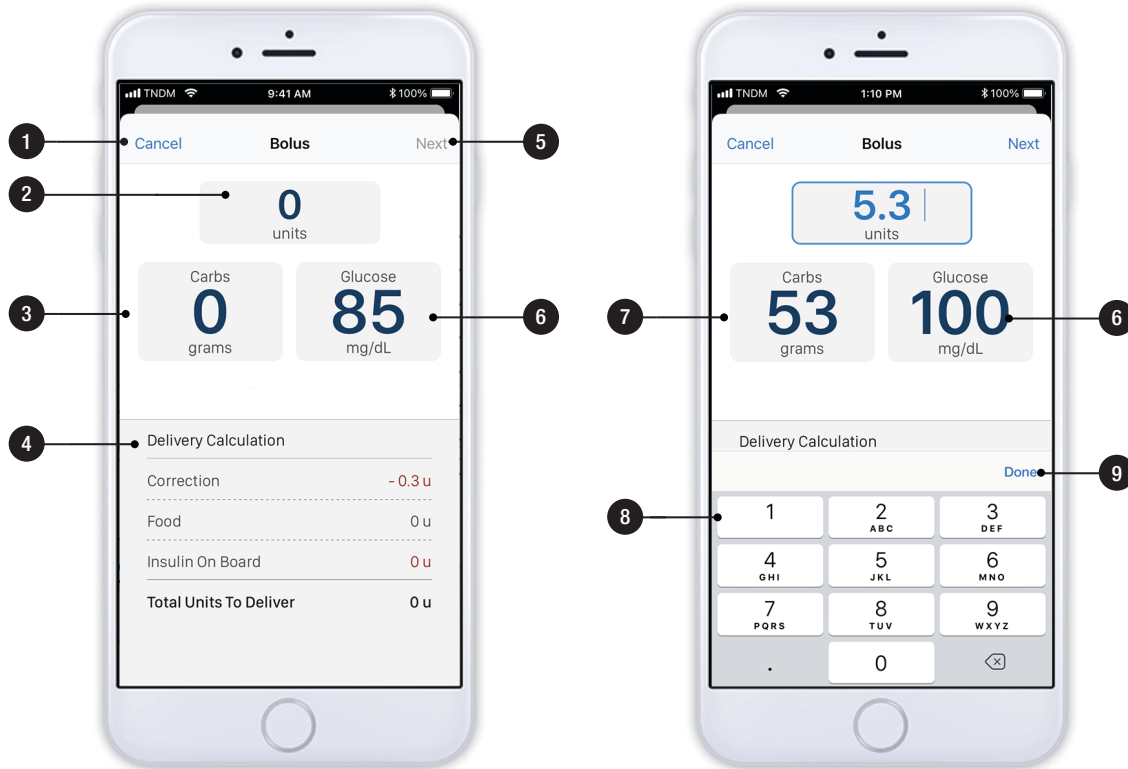 TNDM 9:41 AM 100%
1 Cancel Bolus Next 5
2 0
units
Carbs Glucose
3 0 85 6
grams mg/dL
4 Delivery Calculation
Correction - 0.3 u
Food 0 u
Insulin On Board 0 u
Total Units To Deliver 0 u
TNDM 1:10 PM 100%
Cancel Bolus Next
5.3
units
Carbs Glucose
7 53 100 6
grams mg/dL
Delivery Calculation
Done 9
8 1 2 3
ABC DEF
4 5 6
GHI JKL MNO
7 8 9
PQRS TUV WXYZ
. 0